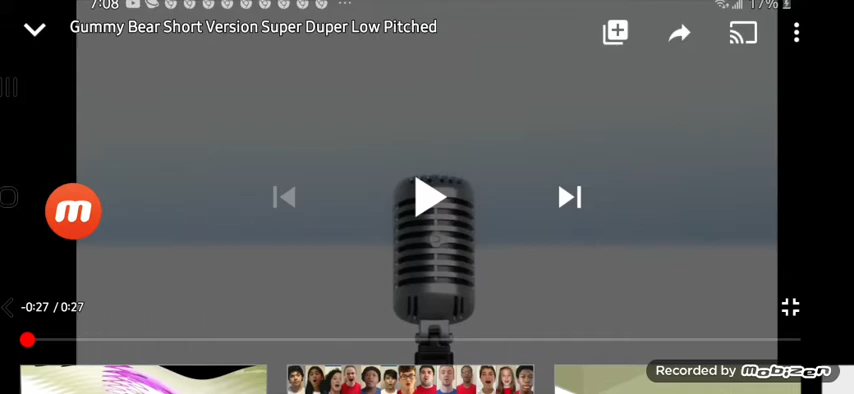 7:08
17%
Gummy Bear Short Version Super Duper Low Pitched
m
-0:27 / 0:27
Recorded by mobizen